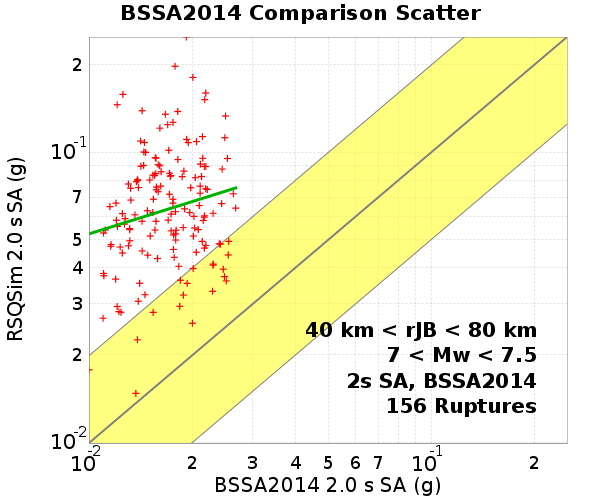 BSSA2014 Comparison Scatter
2
10-1
7
5
4
3
2
10-2
RSQSim 2.0 s SA (g)
40 km < rJB < 80 km
7 < Mw < 7.5
2s SA, BSSA2014
156 Ruptures
10-2 2 3 4 5 6 7 10-1 2
BSSA2014 2.0 s SA (g)